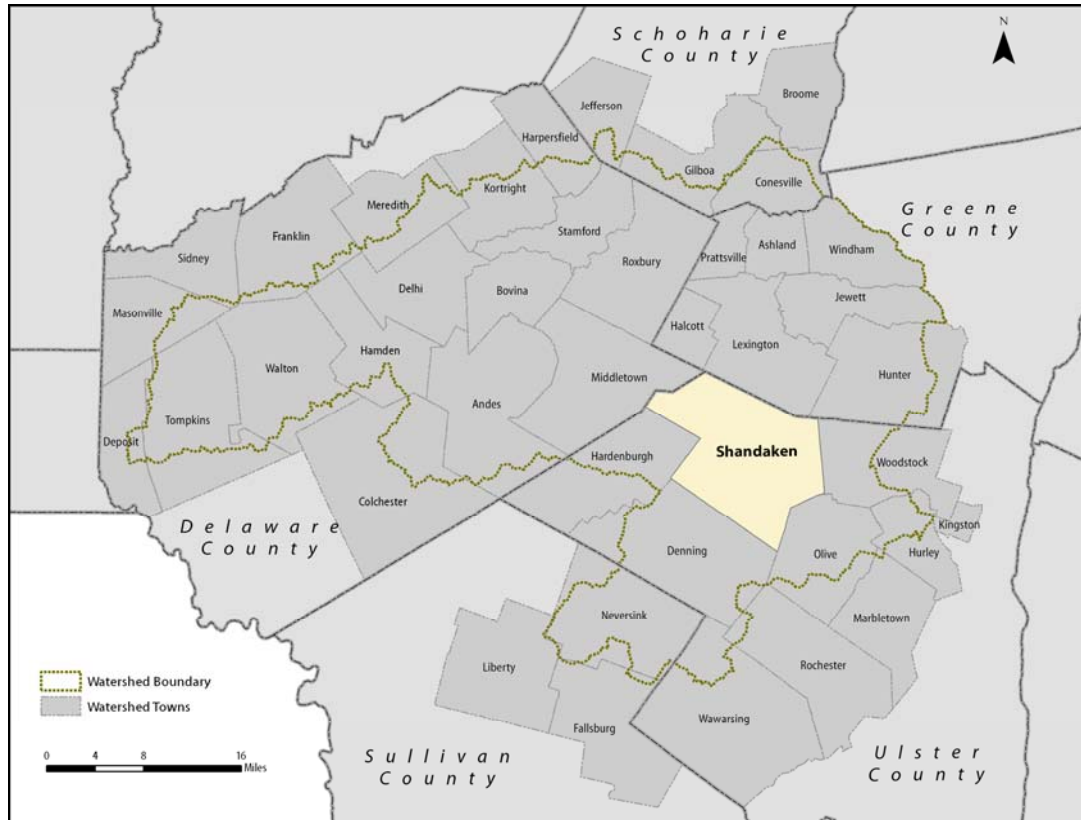 Schoharie
County
N
Broome
Jefferson
Harpersfield
Gilboa
Conesville
Kortright
Meredith
Greene
County
Franklin
Stamford
Ashland
Windham
Sidney
Prattsville
Roxbury
Delhi
Bovina
Jewett
Masonville
Halcott
Lexington
Hamden
Walton
Middletown
Hunter
Andes
Tompkins
Deposit
Shandaken
Hardenburgh
Woodstock
Colchester
Delaware
County
Kingston
Denning
Olive
Hurley
Neversink
Marbletown
Liberty
Rochester
Watershed Boundary
Watershed Towns
Wawarsing
Fallsburg
0 4 8 16
Miles
Sullivan
County
Ulster
County